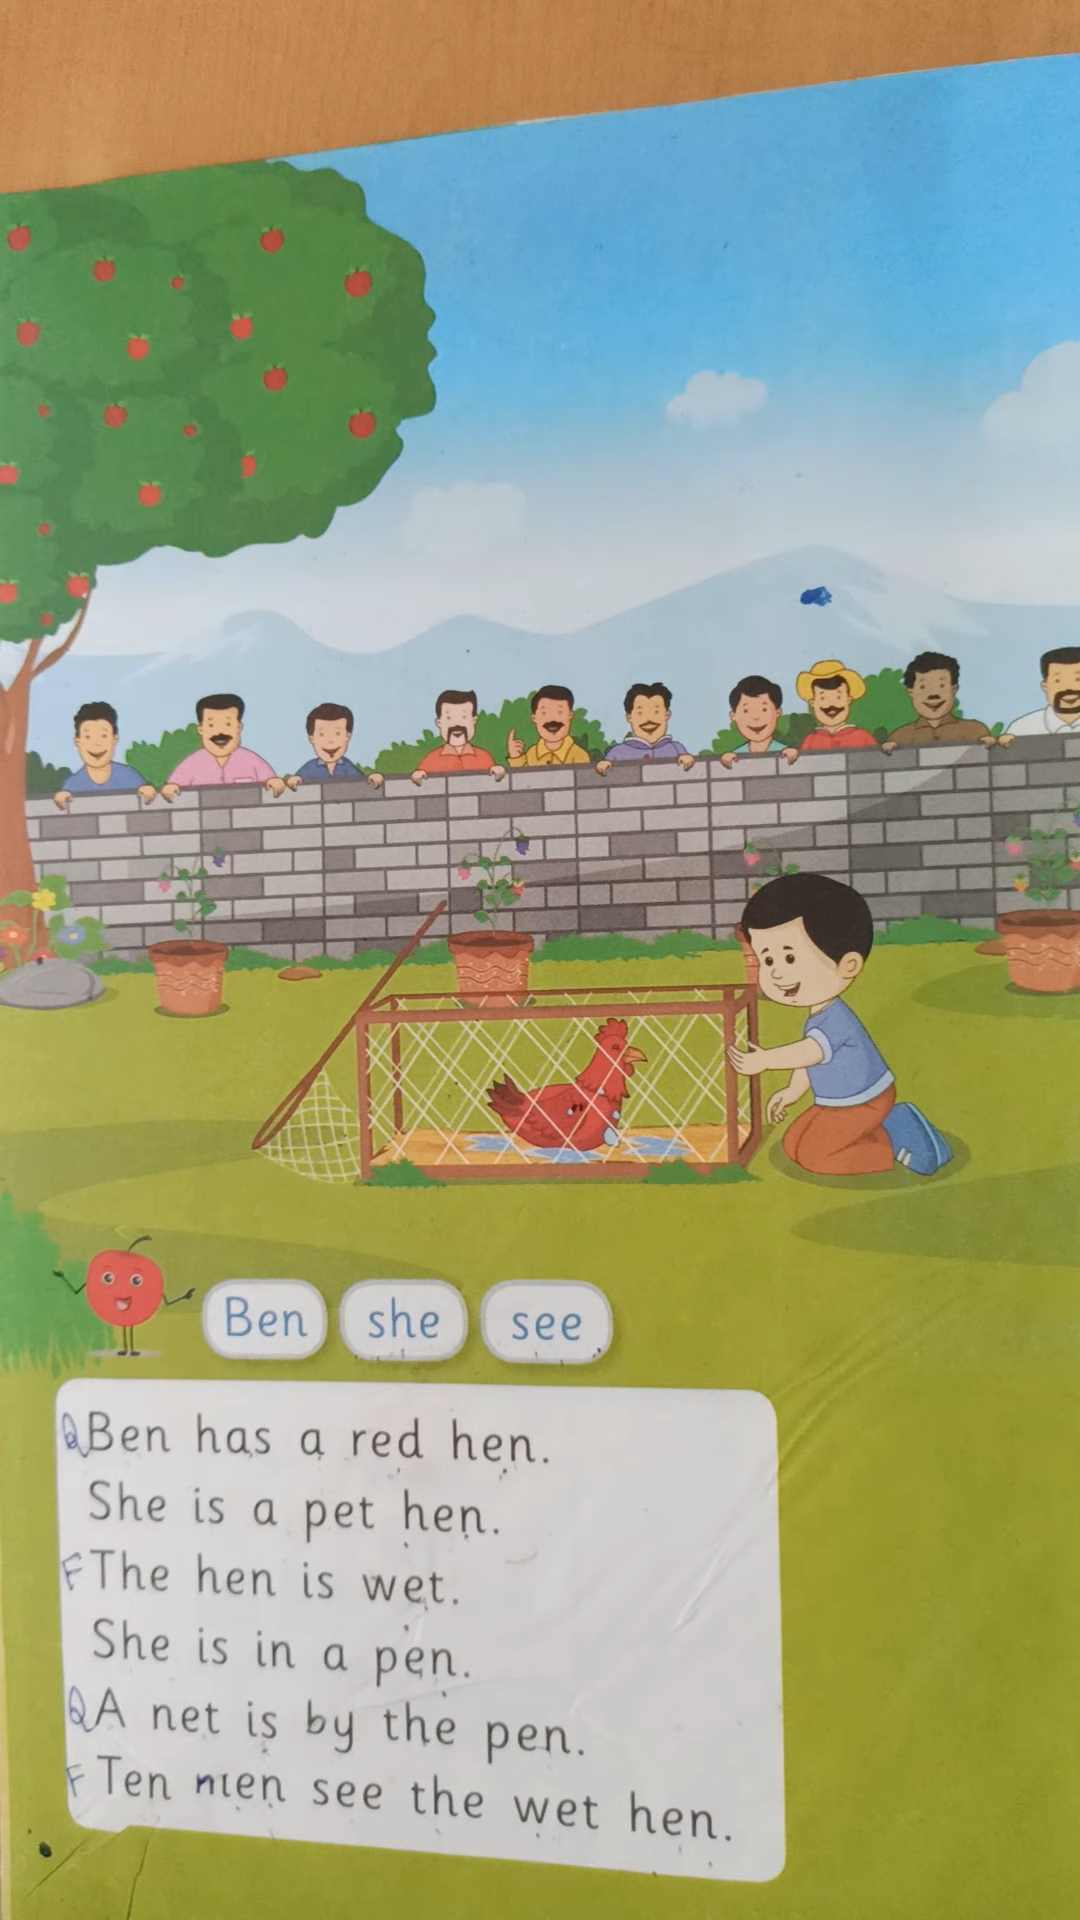 Ben she see
Q Ben has a red hen.
She is a pet hen.
F The hen is wet.
She is in a pen.
Q A net is by the pen.
F Ten men see the wet hen.